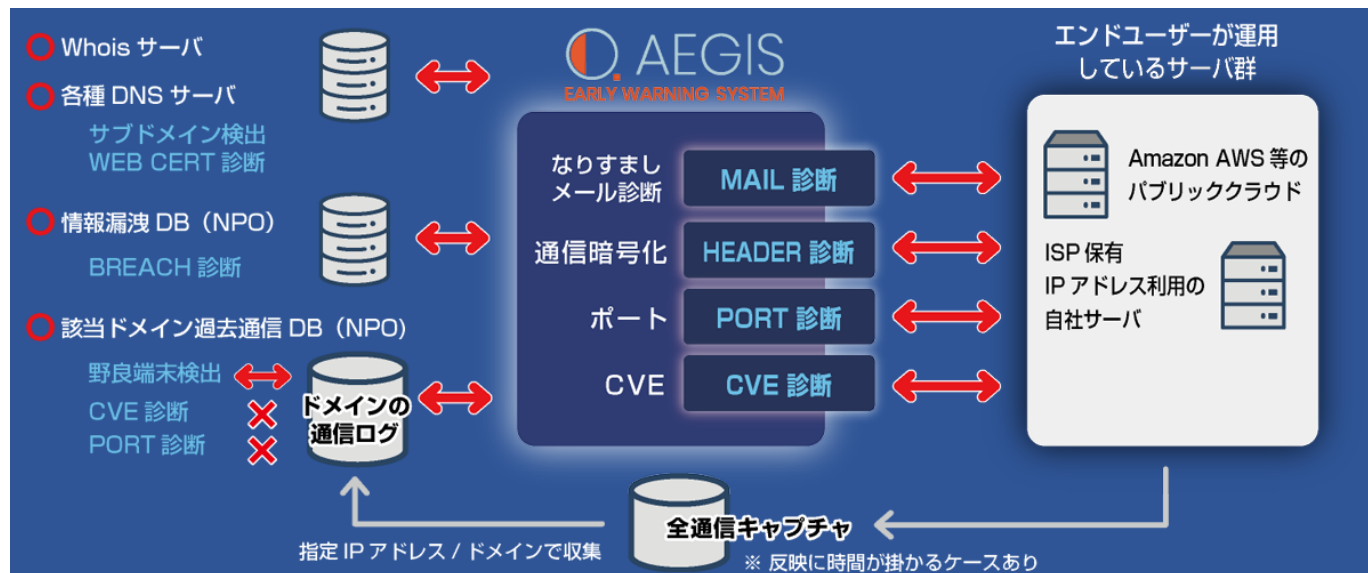 Whois サーバ
各種 DNS サーバ
サブドメイン検出
WEB CERT 診断
情報漏洩 DB（NPO）
BREACH 診断
該当ドメイン過去通信 DB（NPO)
野良端末検出
CVE 診断
PORT 診断
ドメインの
通信ログ
AEGIS
EARLY WARNING SYSTEM
なりすまし
メール診断
MAIL 診断
通信暗号化
HEADER 診断
ポート
PORT 診断
CVE
CVE 診断
エンドユーザーが運用
しているサーバ群
Amazon AWS 等の
パブリッククラウド
ISP 保有
IP アドレス利用の
自社サーバ
全通信キャプチャ
指定 IP アドレス / ドメインで収集
※ 反映に時間が掛かるケースあり